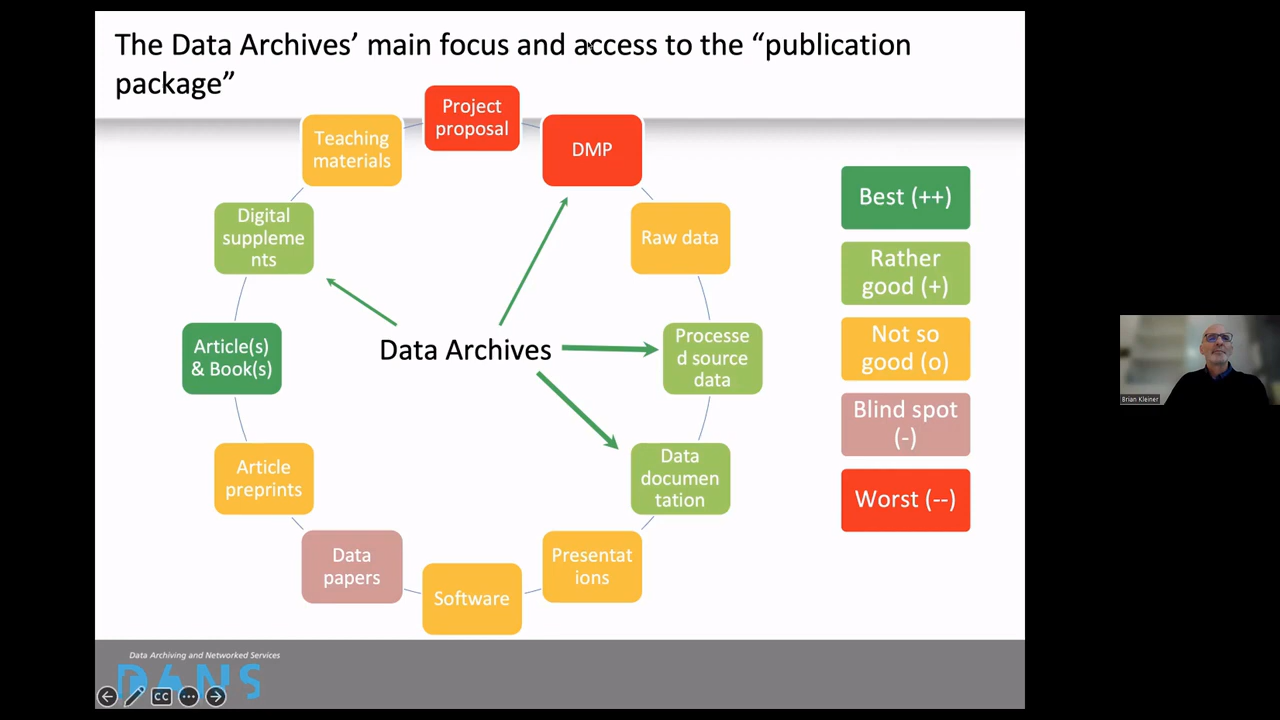 The Data Archives’ main focus and access to the “publication
package”
Project
proposal
Teaching
materials
DMP
Digital
suppleme
nts
Raw data
Article(s)
& Book(s)
Data Archives
Processe
d source
data
Article
preprints
Data
documen
tation
Data
papers
Software
Presentat
ions
Best (++)
Rather
good (+)
Not so
good (o)
Blind spot
(-)
Worst (--)
Brian Kleiner
Data Archiving and Networked Services
DANS
CC